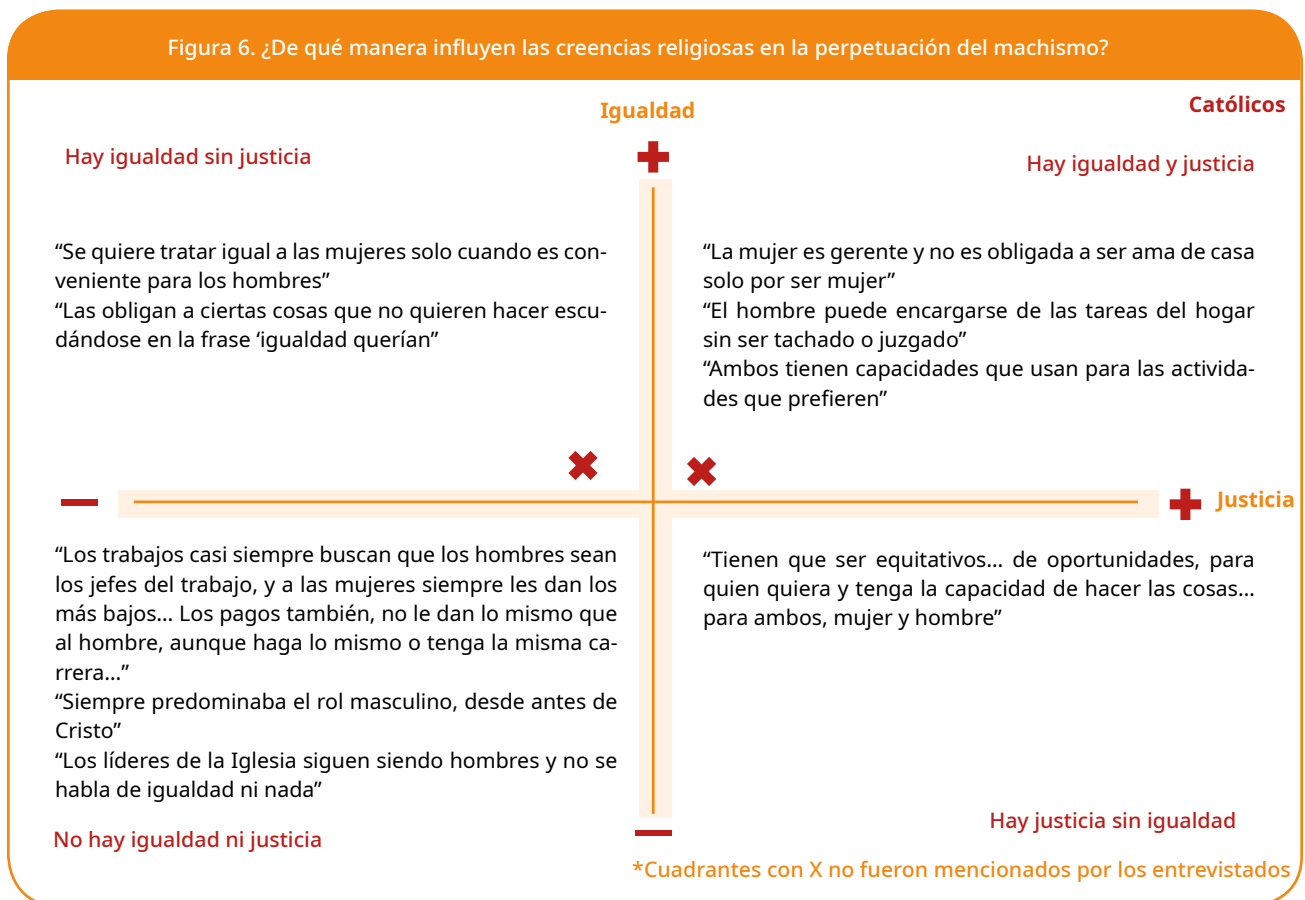 Figura 6. ¿De qué manera influyen las creencias religiosas en la perpetuación del machismo?
Católicos
Igualdad
Hay igualdad sin justicia
“Se quiere tratar igual a las mujeres solo cuando es con-
veniente para los hombres”
“Las obligan a ciertas cosas que no quieren hacer escu-
dándose en la frase ‘igualdad querían”
Hay igualdad y justicia
“La mujer es gerente y no es obligada a ser ama de casa
solo por ser mujer”
“El hombre puede encargarse de las tareas del hogar
sin ser tachado o juzgado”
“Ambos tienen capacidades que usan para las activida-
des que prefieren”
Justicia
“Los trabajos casi siempre buscan que los hombres sean
los jefes del trabajo, y a las mujeres siempre les dan los
más bajos... Los pagos también, no le dan lo mismo que
al hombre, aunque haga lo mismo o tenga la misma ca-
rrera...”
“Siempre predominaba el rol masculino, desde antes de
Cristo”
“Los líderes de la Iglesia siguen siendo hombres y no se
habla de igualdad ni nada”
No hay igualdad ni justicia
“Tienen que ser equitativos... de oportunidades, para
quien quiera y tenga la capacidad de hacer las cosas...
para ambos, mujer y hombre”
Hay justicia sin igualdad
*Cuadrantes con X no fueron mencionados por los entrevistados